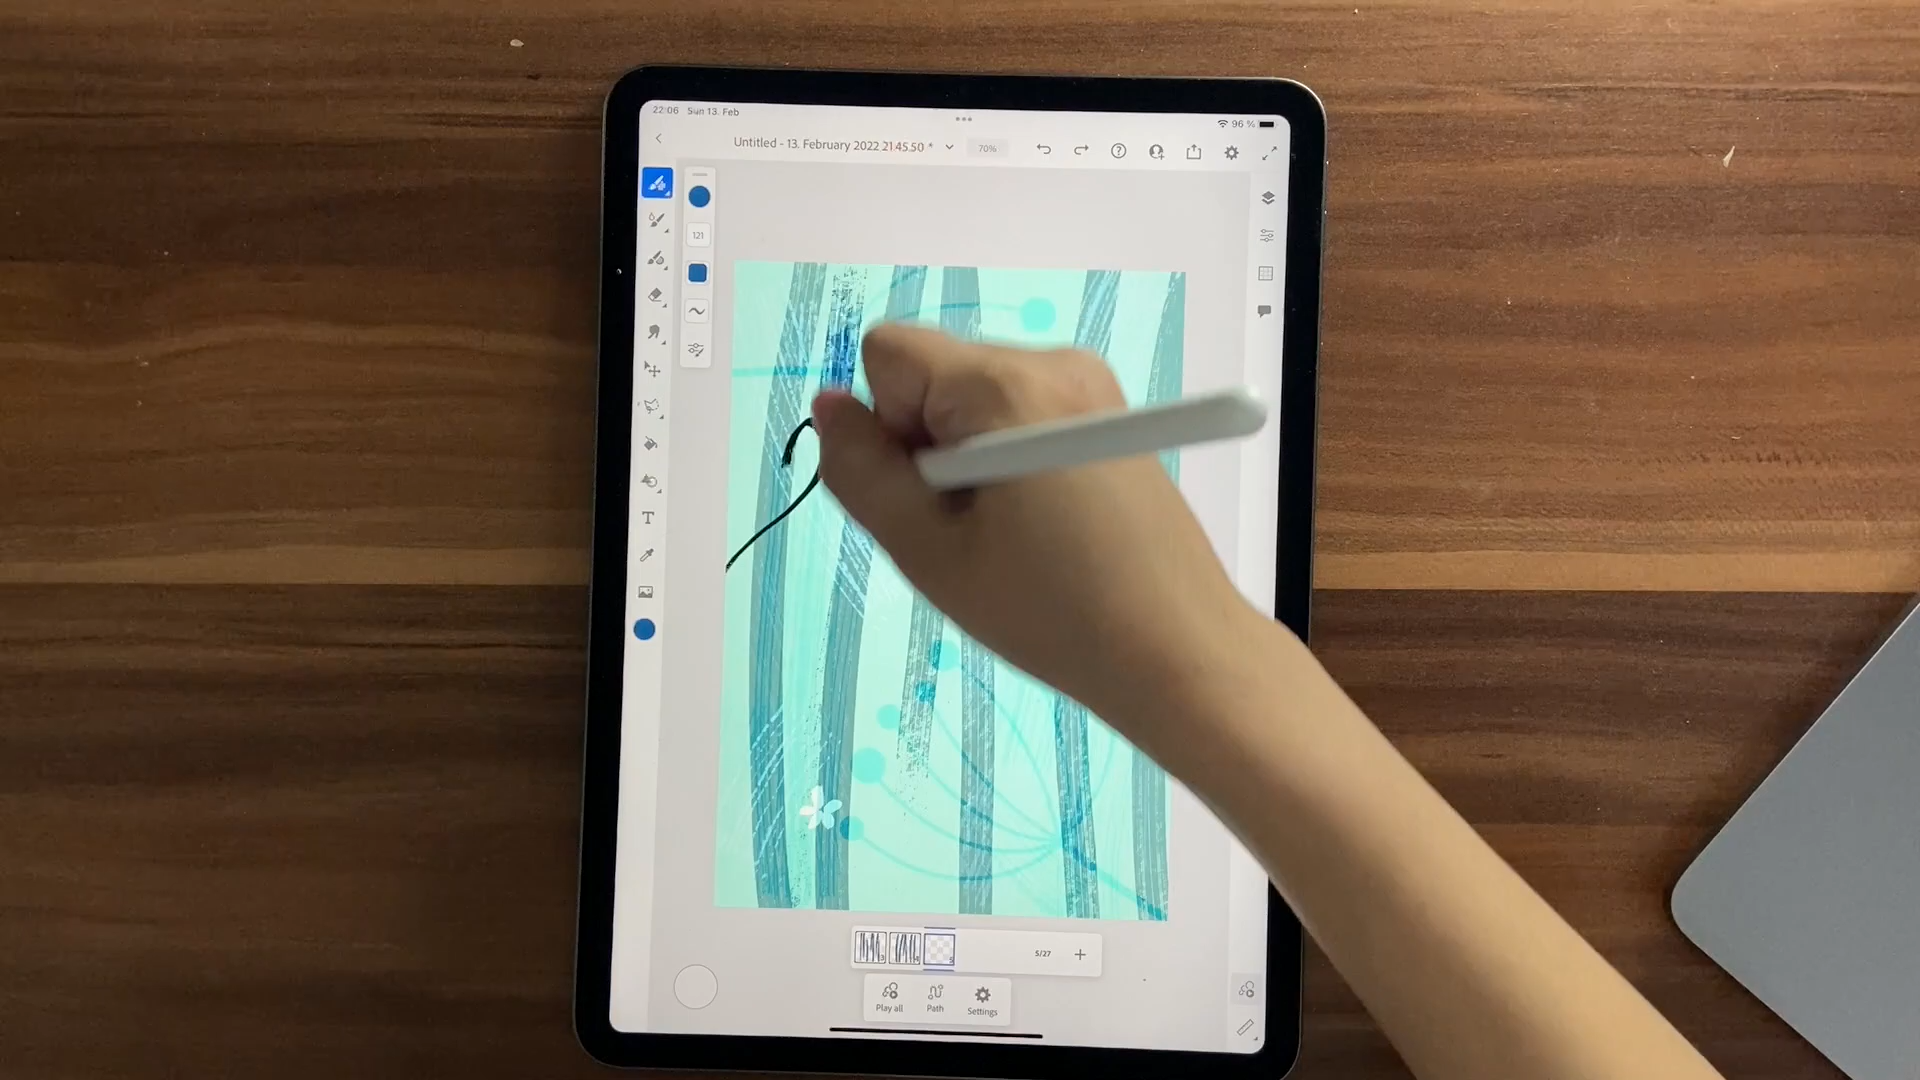 22:06 Sun 13. Feb
96 %
Untitled - 13. February 2022 21.45.50 *
70%
121
T
5/27
Play all
Path
Settings